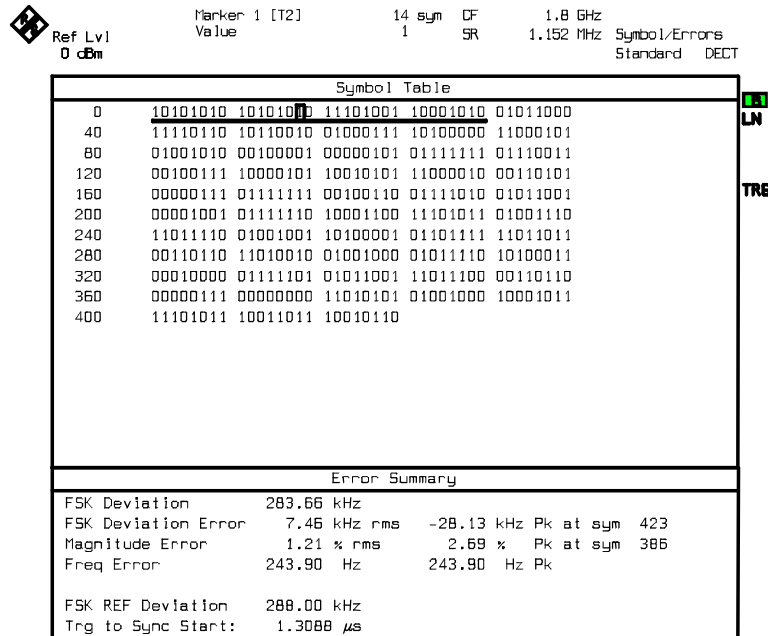 Marker 1 [T2] 14 sym CF 1.8 GHz
Ref Lvl Value 1 SR 1.152 MHz Symbol/Errors
0 dBm Standard DECT
Symbol Table
0 10101010 10101010 11101001 10001010 01011000
40 11110110 10110010 01101111 10100000 11000101
80 01001010 00100001 00000101 01111111 01110011
120 00100111 10000101 10010101 11000010 00110101
160 00000111 01111111 00100110 01111010 01011001
200 00001001 01111110 10001100 11101011 01001110
240 11011110 01001001 10100001 01101111 11011011
280 00110110 11010010 01000001 01011110 10100011
320 00010000 01111101 01011001 11011100 00110110
360 00000111 00000000 11010101 01001000 10001011
400 11101011 10011011 10010110
LN
Error Summary
FSK Deviation 283.66 kHz
FSK Deviation Error 7.46 kHz rms -28.13 kHz Pk at sym 423
Magnitude Error 1.21 % rms 2.69 % Pk at sym 386
Freq Error 243.90 Hz 243.90 Hz Pk
FSK REF Deviation 288.00 kHz
Trg to Sync Start: 1.3088 µs